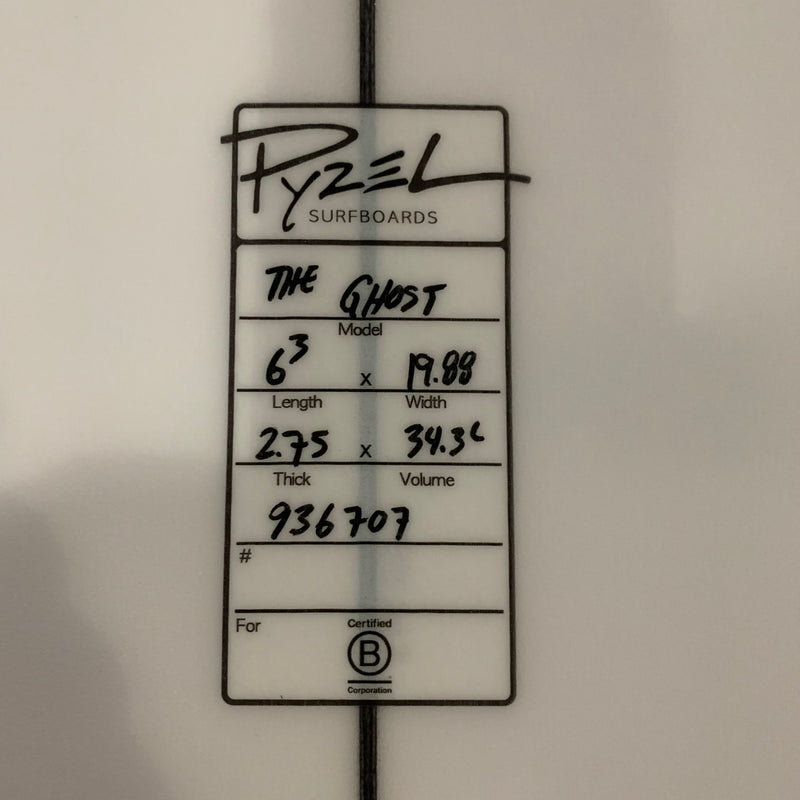 PYZEL
SURFBOARDS
THE GHOST
Model
6³ x 19.88
Length Width
2.75 x 34.3L
Thick Volume
936707
#
For
Certified
B
Corporation